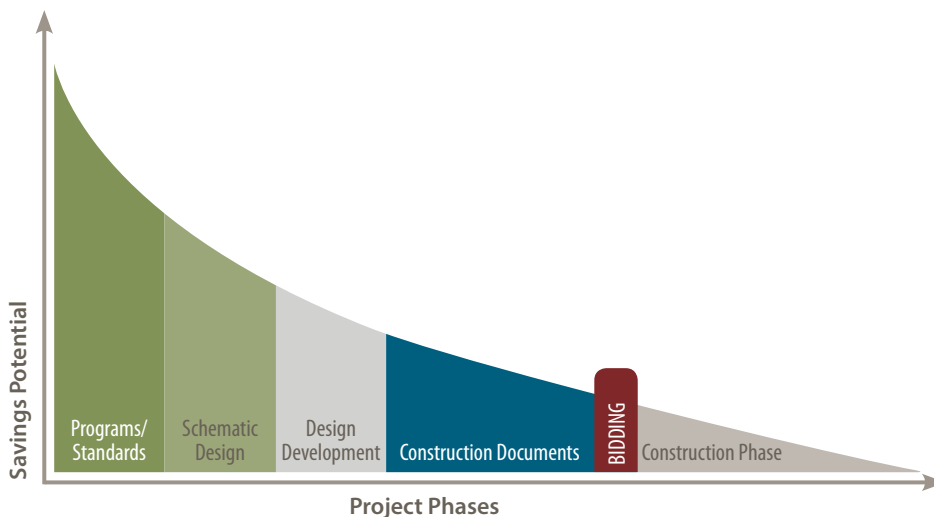 Savings Potential
Programs/
Standards
Schematic
Design
Design
Development
Construction Documents
BIDDING
Construction Phase
Project Phases